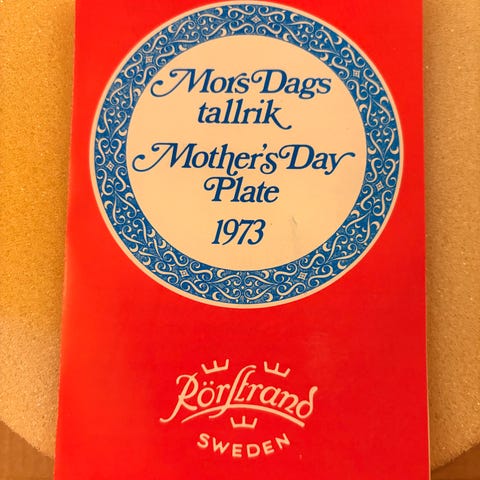 Mors Dags
tallrik
Mother's Day
Plate
1973
Rörstrand
SWEDEN